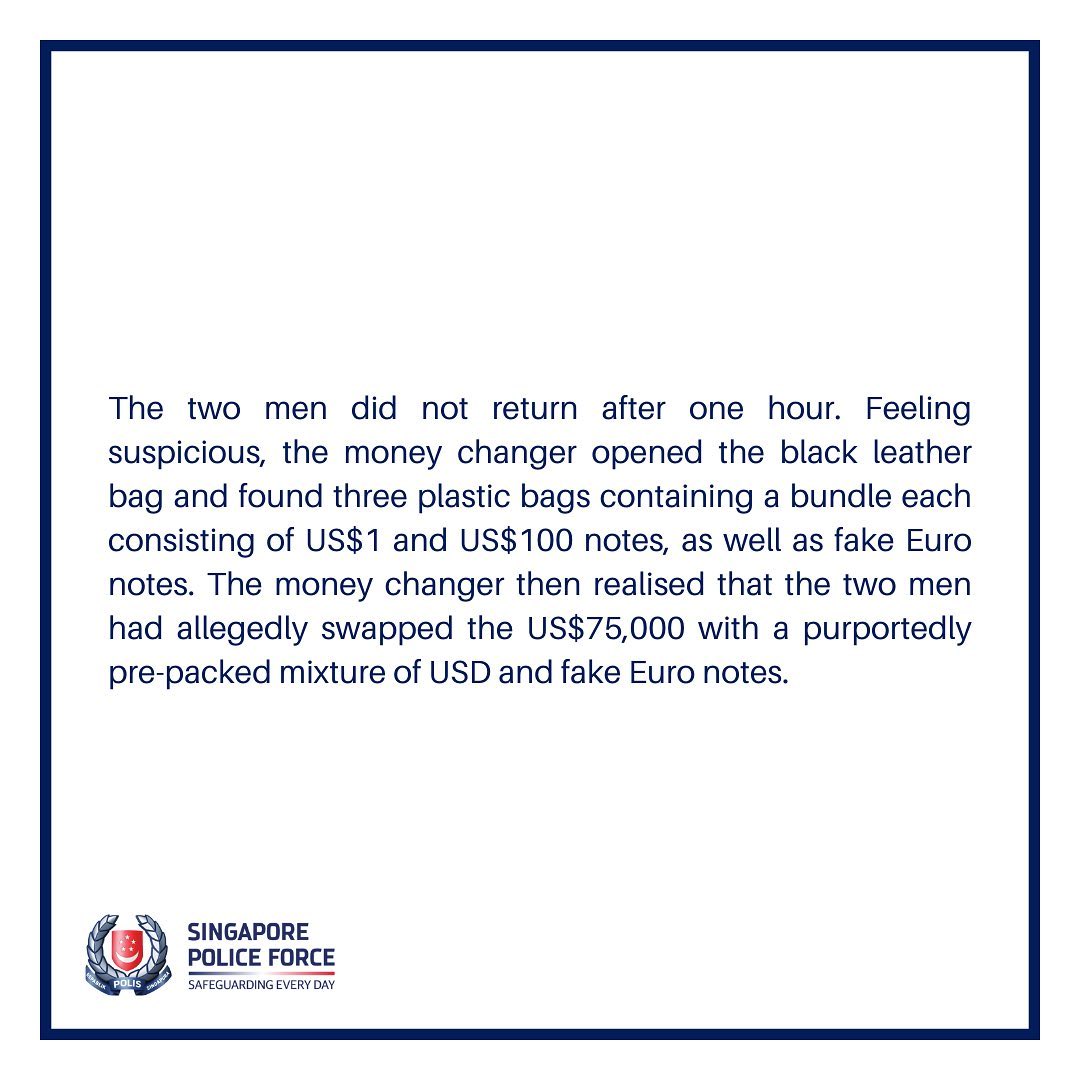 The two men did not return after one hour. Feeling
suspicious, the money changer opened the black leather
bag and found three plastic bags containing a bundle each
consisting of US$1 and US$100 notes, as well as fake Euro
notes. The money changer then realised that the two men
had allegedly swapped the US$75,000 with a purportedly
pre-packed mixture of USD and fake Euro notes.
SINGAPORE
POLICE FORCE
SAFEGUARDING EVERY DAY
REPUBLIK POLIS SINGAPURA